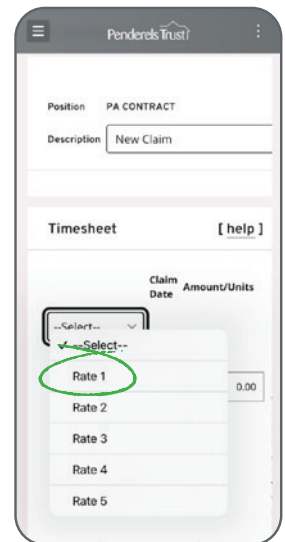 Penderels Trust
Position PA CONTRACT
Description New Claim
Timesheet [ help ]
Claim Date Amount/Units
--Select--
✓ --Select--
Rate 1
0.00
Rate 2
Rate 3
Rate 4
Rate 5